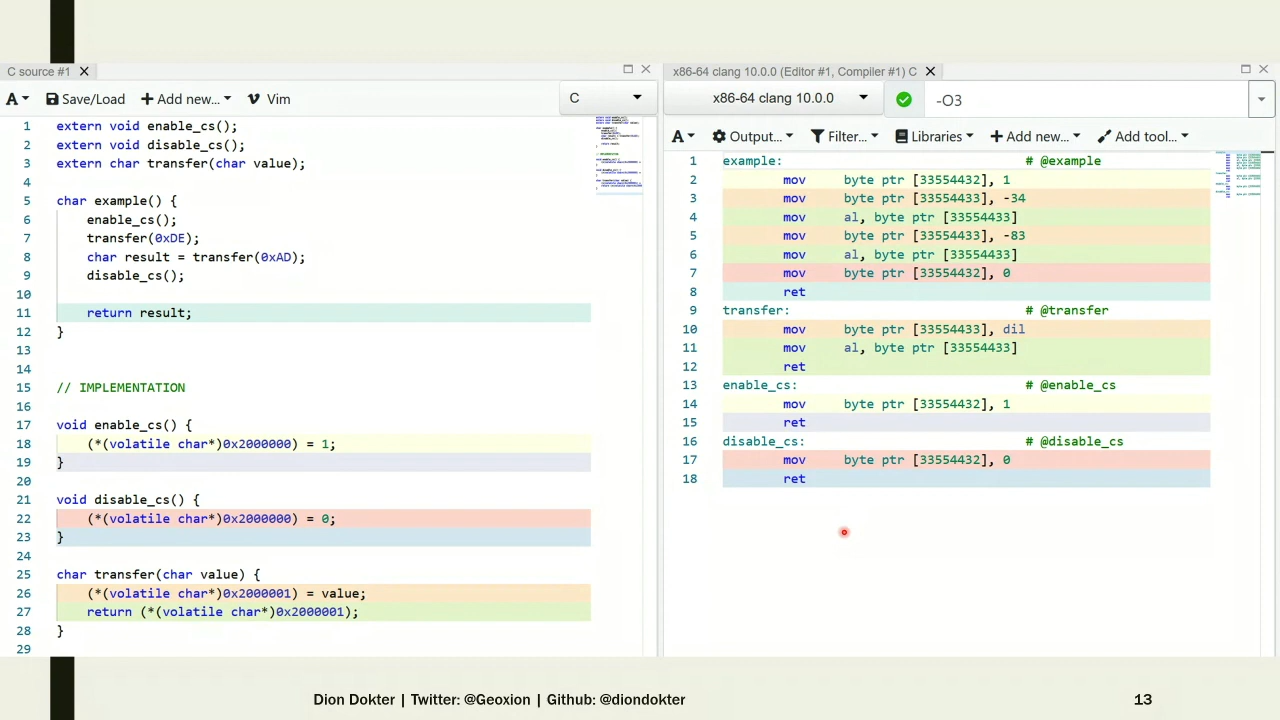 C source #1
A Save/Load Add new... Vim C
1 extern void enable_cs();
2 extern void disable_cs();
3 extern char transfer(char value);
4
5 char example() {
6 enable_cs();
7 transfer(0xDE);
8 char result = transfer(0xAD);
9 disable_cs();
10
11 return result;
12 }
13
14
15 // IMPLEMENTATION
16
17 void enable_cs() {
18 (*(volatile char*)0x2000000) = 1;
19 }
20
21 void disable_cs() {
22 (*(volatile char*)0x2000000) = 0;
23 }
24
25 char transfer(char value) {
26 (*(volatile char*)0x2000001) = value;
27 return (*(volatile char*)0x2000001);
28 }
29
x86-64 clang 10.0.0 (Editor #1, Compiler #1) C
x86-64 clang 10.0.0 -O3
A Output... Filter... Libraries Add tool...
1 example: # @example
2 mov byte ptr [33554432], 1
3 mov byte ptr [33554433], -34
4 mov al, byte ptr [33554433]
5 mov byte ptr [33554433], -83
6 mov al, byte ptr [33554433]
7 mov byte ptr [33554432], 0
8 ret
9 transfer: # @transfer
10 mov byte ptr [33554433], dil
11 mov al, byte ptr [33554433]
12 ret
13 enable_cs: # @enable_cs
14 mov byte ptr [33554432], 1
15 ret
16 disable_cs: # @disable_cs
17 mov byte ptr [33554432], 0
18 ret
Dion Dokter | Twitter: @Geoxion | Github: @diondokter
13